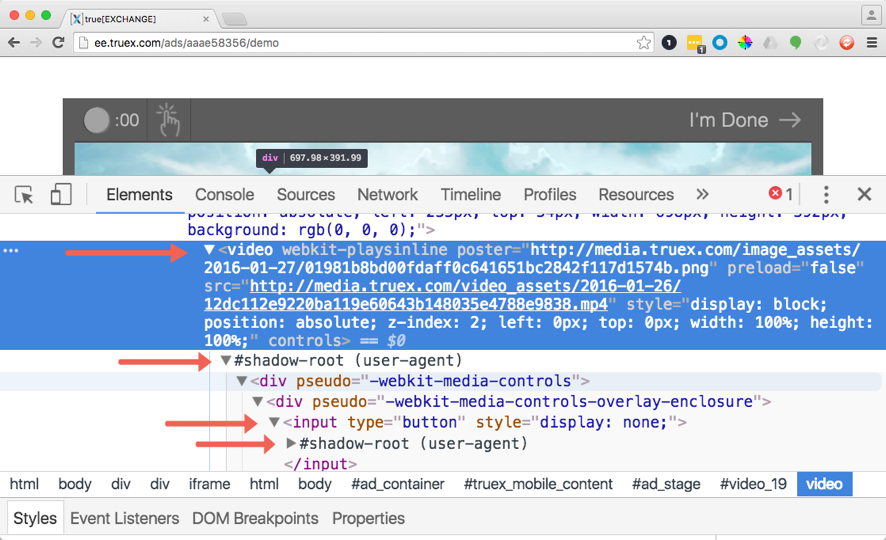 true[EXCHANGE]
ee.truex.com/ads/aaae58356/demo
1
1
:00
I'm Done
div | 697.98×391.99
Elements Console Sources Network Timeline Profiles Resources » 1
position: absolute; left: 233px; top: 54px; width: 698px; height: 392px;
background: rgb(0, 0, 0);">
… ▼<video webkit-playsinline poster="http://media.truex.com/image_assets/
2016-01-27/01981b8bd00fdaff0c641651bc2842f117d1574b.png" preload="false"
src="http://media.truex.com/video_assets/2016-01-26/
12dc112e9220ba119e60643b148035e4788e9838.mp4" style="display: block;
position: absolute; z-index: 2; left: 0px; top: 0px; width: 100%; height:
100%;" controls> == $0
▼#shadow-root (user-agent)
▼<div pseudo="-webkit-media-controls">
▼<div pseudo="-webkit-media-controls-overlay-enclosure">
▼<input type="button" style="display: none;">
▶#shadow-root (user-agent)
</input>
html body div div iframe html body #ad_container #truex_mobile_content #ad_stage #video_19 video
Styles Event Listeners DOM Breakpoints Properties